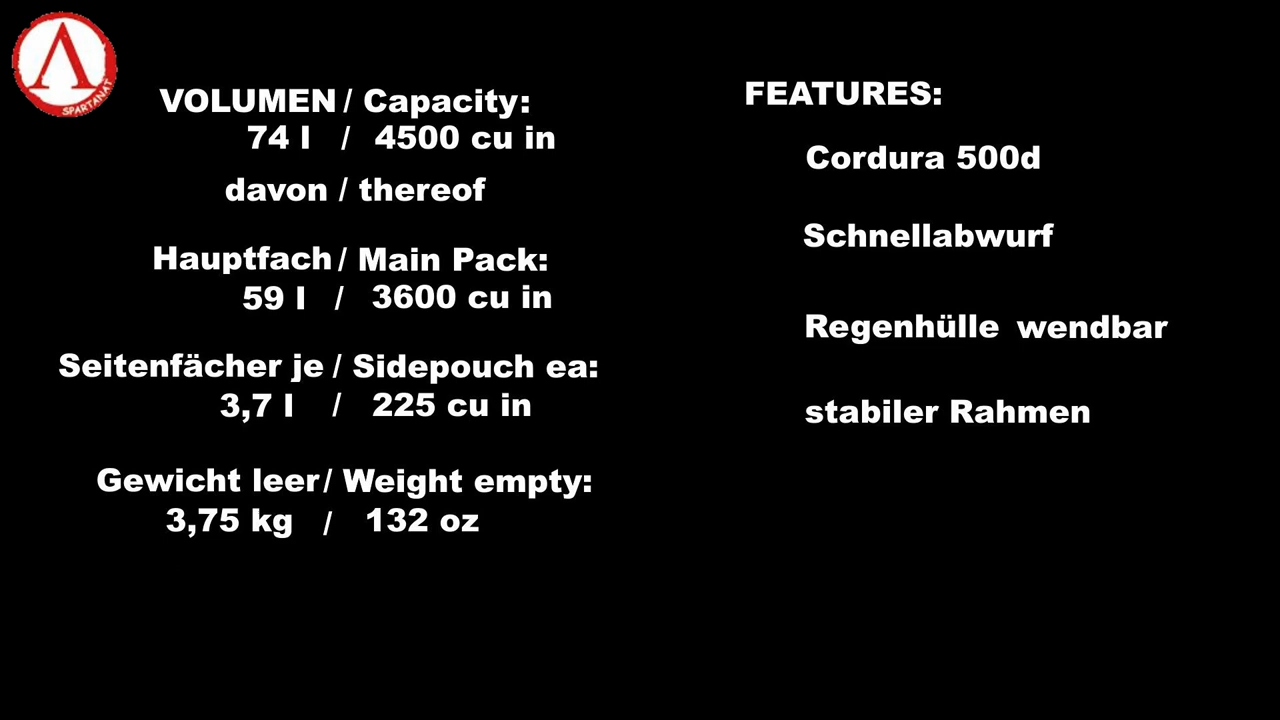 SPARTANAT
VOLUMEN / Capacity:
74 l / 4500 cu in
davon / thereof
Hauptfach / Main Pack:
59 l / 3600 cu in
Seitenfächer je / Sidepouch ea:
3,7 l / 225 cu in
Gewicht leer / Weight empty:
3,75 kg / 132 oz
FEATURES:
Cordura 500d
Schnellabwurf
Regenhülle wendbar
stabiler Rahmen